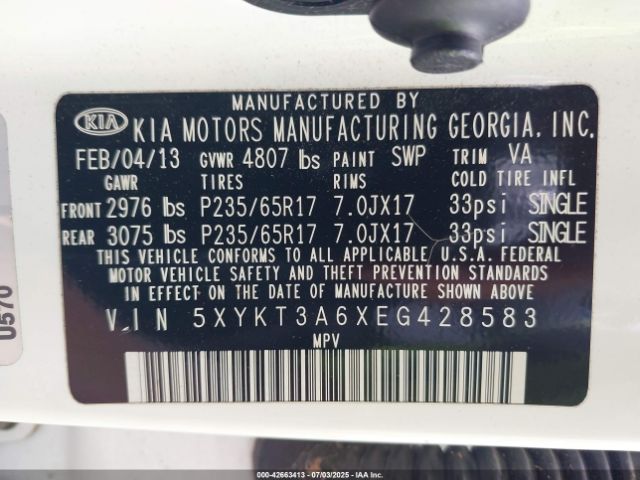 MANUFACTURED BY
KIA KIA MOTORS MANUFACTURING GEORGIA, INC.
FEB/04/13 GVWR 4807 lbs PAINT SWP TRIM VA
GAWR TIRES RIMS COLD TIRE INFL
FRONT 2976 lbs P235/65R17 7.0JX17 33psi SINGLE
REAR 3075 lbs P235/65R17 7.0JX17 33psi SINGLE
THIS VEHICLE CONFORMS TO ALL APPLICABLE U.S.A. FEDERAL
MOTOR VEHICLE SAFETY AND THEFT PREVENTION STANDARDS
IN EFFECT ON THE DATE OF MANUFACTURE SHOWN ABOVE
V.IN 5XYKT3A6XEG428583
MPV
0570
000-42663413 - 07/03/2025 - IAA Holdings, LLC